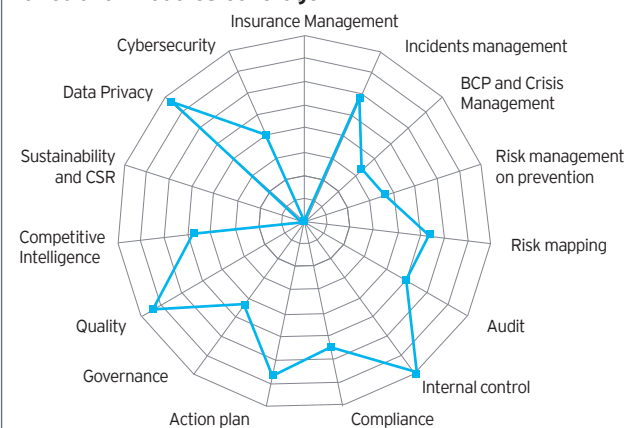 Insurance Management
Cybersecurity
Incidents management
Data Privacy
BCP and Crisis
Management
Sustainability
and CSR
Risk management
on prevention
Competitive
Intelligence
Risk mapping
Quality
Audit
Governance
Internal control
Action plan
Compliance